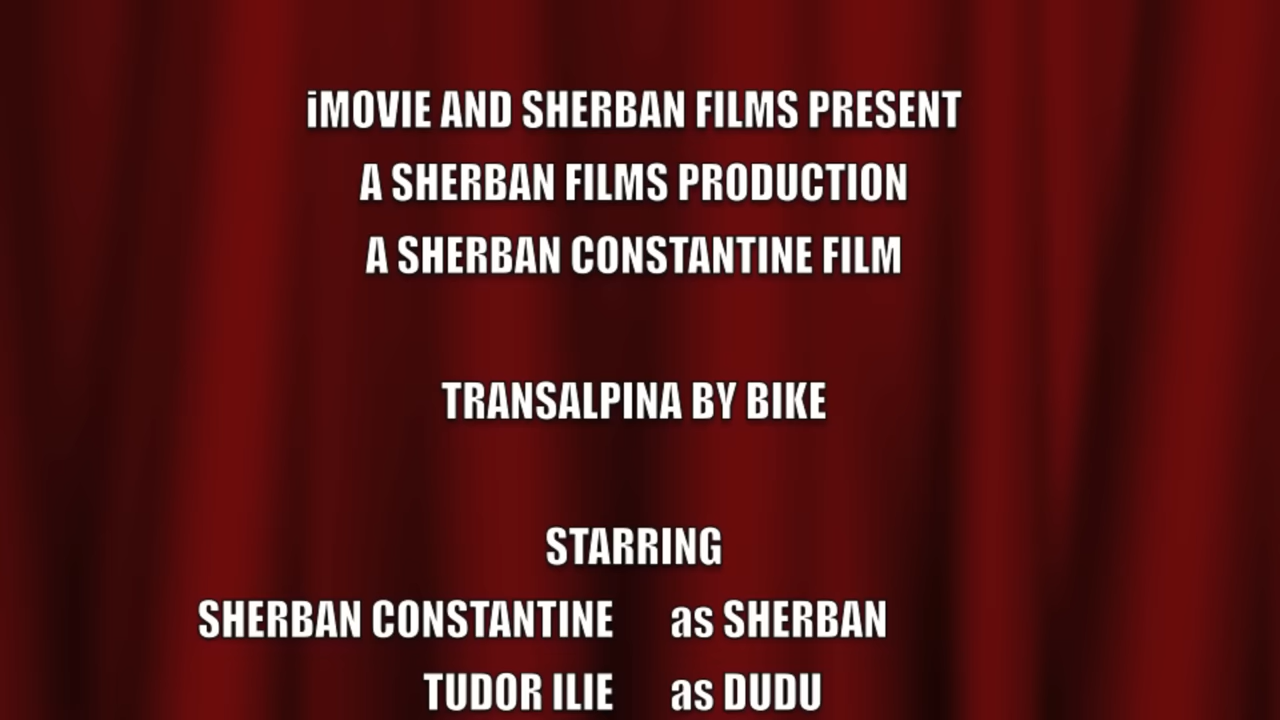 iMOVIE AND SHERBAN FILMS PRESENT
A SHERBAN FILMS PRODUCTION
A SHERBAN CONSTANTINE FILM
TRANSALPINA BY BIKE
STARRING
SHERBAN CONSTANTINE as SHERBAN
TUDOR ILIE as DUDU